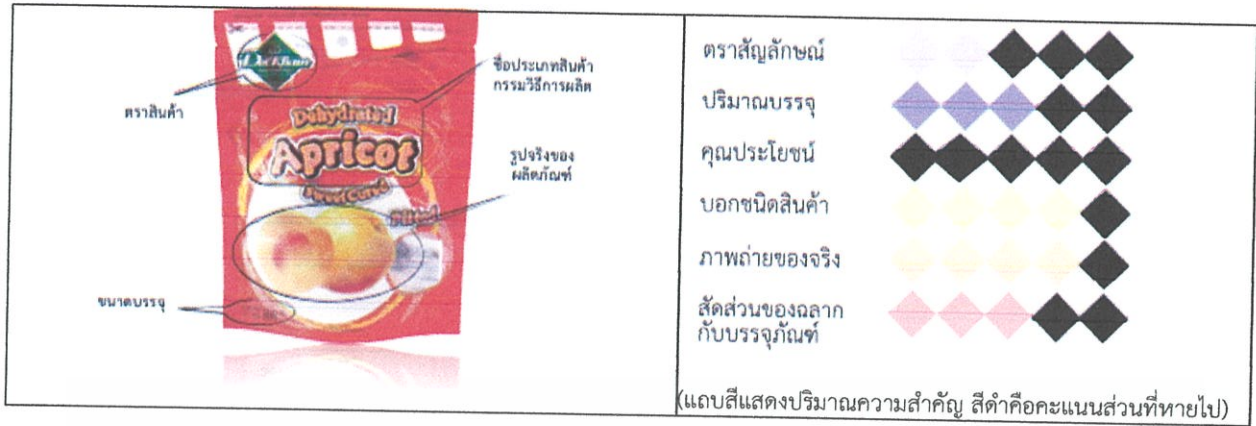 ตราสินค้า
ชื่อประเภทสินค้า
กรรมวิธีการผลิต
Dehydrated
Apricot
Sweet Cured
Pitted
รูปจริงของ
ผลิตภัณฑ์
ขนาดบรรจุ
ตราสัญลักษณ์
ปริมาณบรรจุ
คุณประโยชน์
บอกชนิดสินค้า
ภาพถ่ายของจริง
สัดส่วนของฉลาก
กับบรรจุภัณฑ์
(แถบสีแสดงปริมาณความสำคัญ สีดำคือคะแนนส่วนที่หายไป)